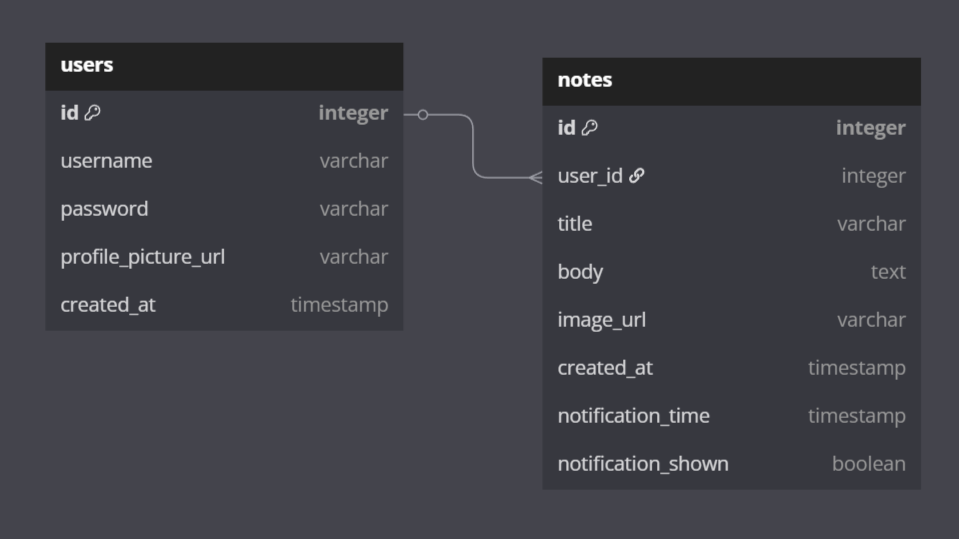 users
id integer
username varchar
password varchar
profile_picture_url varchar
created_at timestamp
notes
id integer
user_id integer
title varchar
body text
image_url varchar
created_at timestamp
notification_time timestamp
notification_shown boolean